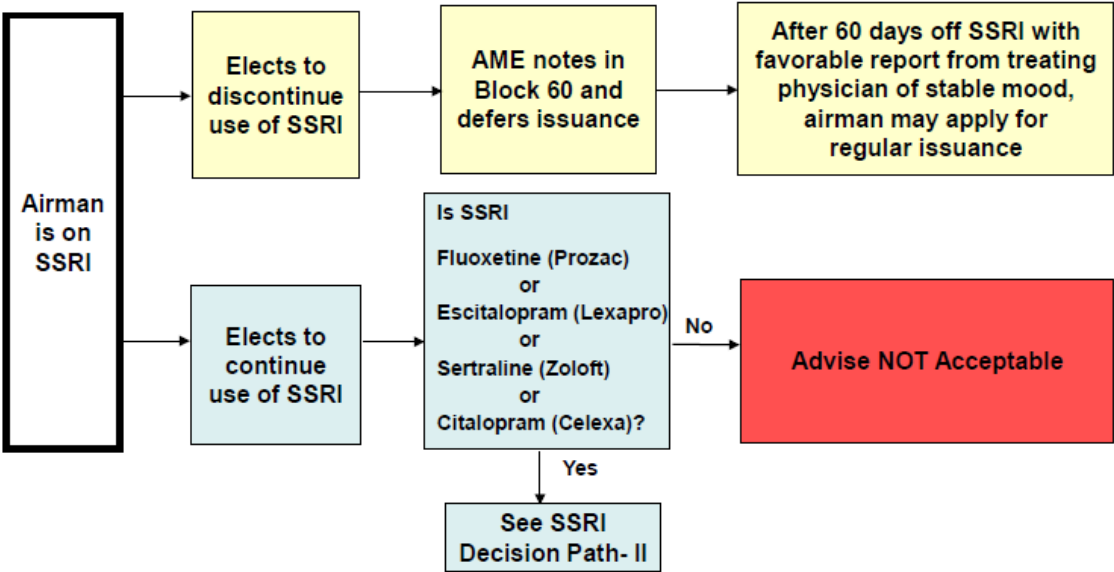 Airman
is on
SSRI
Elects to
discontinue
use of SSRI
AME notes in
Block 60 and
defers issuance
After 60 days off SSRI with
favorable report from treating
physician of stable mood,
airman may apply for
regular issuance
Elects to
continue
use of SSRI
Is SSRI
Fluoxetine (Prozac)
or
Escitalopram (Lexapro)
or
Sertraline (Zoloft)
or
Citalopram (Celexa)?
No
Advise NOT Acceptable
Yes
See SSRI
Decision Path- II